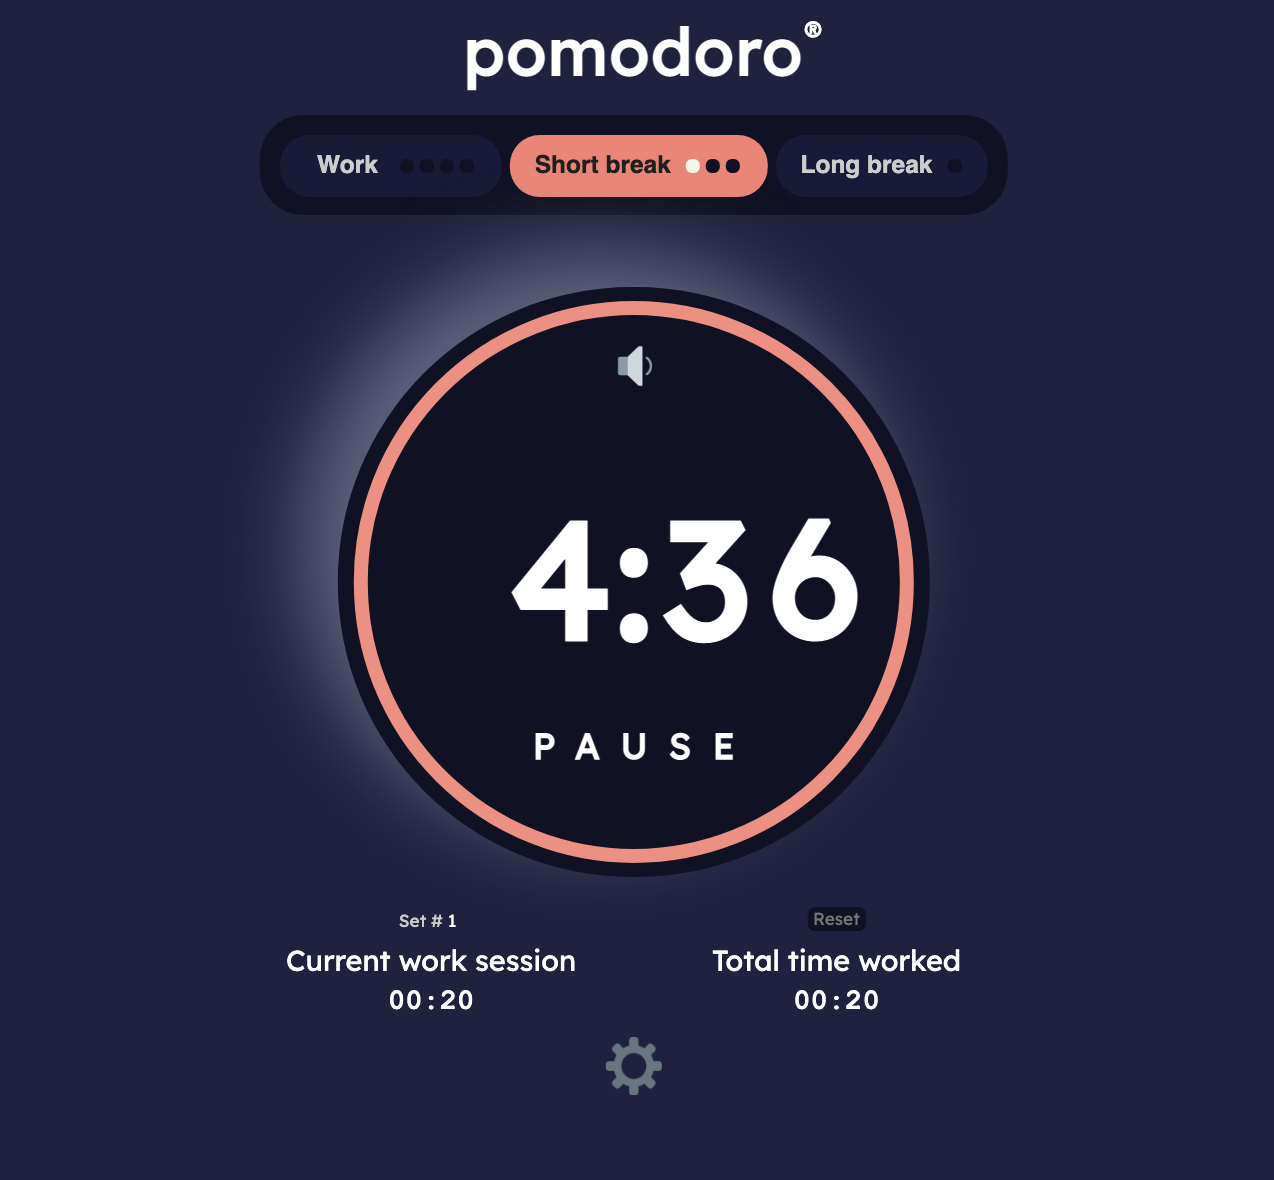 pomodoro®
Work Short break Long break
4:36
PAUSE
Set # 1
Reset
Current work session
Total time worked
00:20
00:20